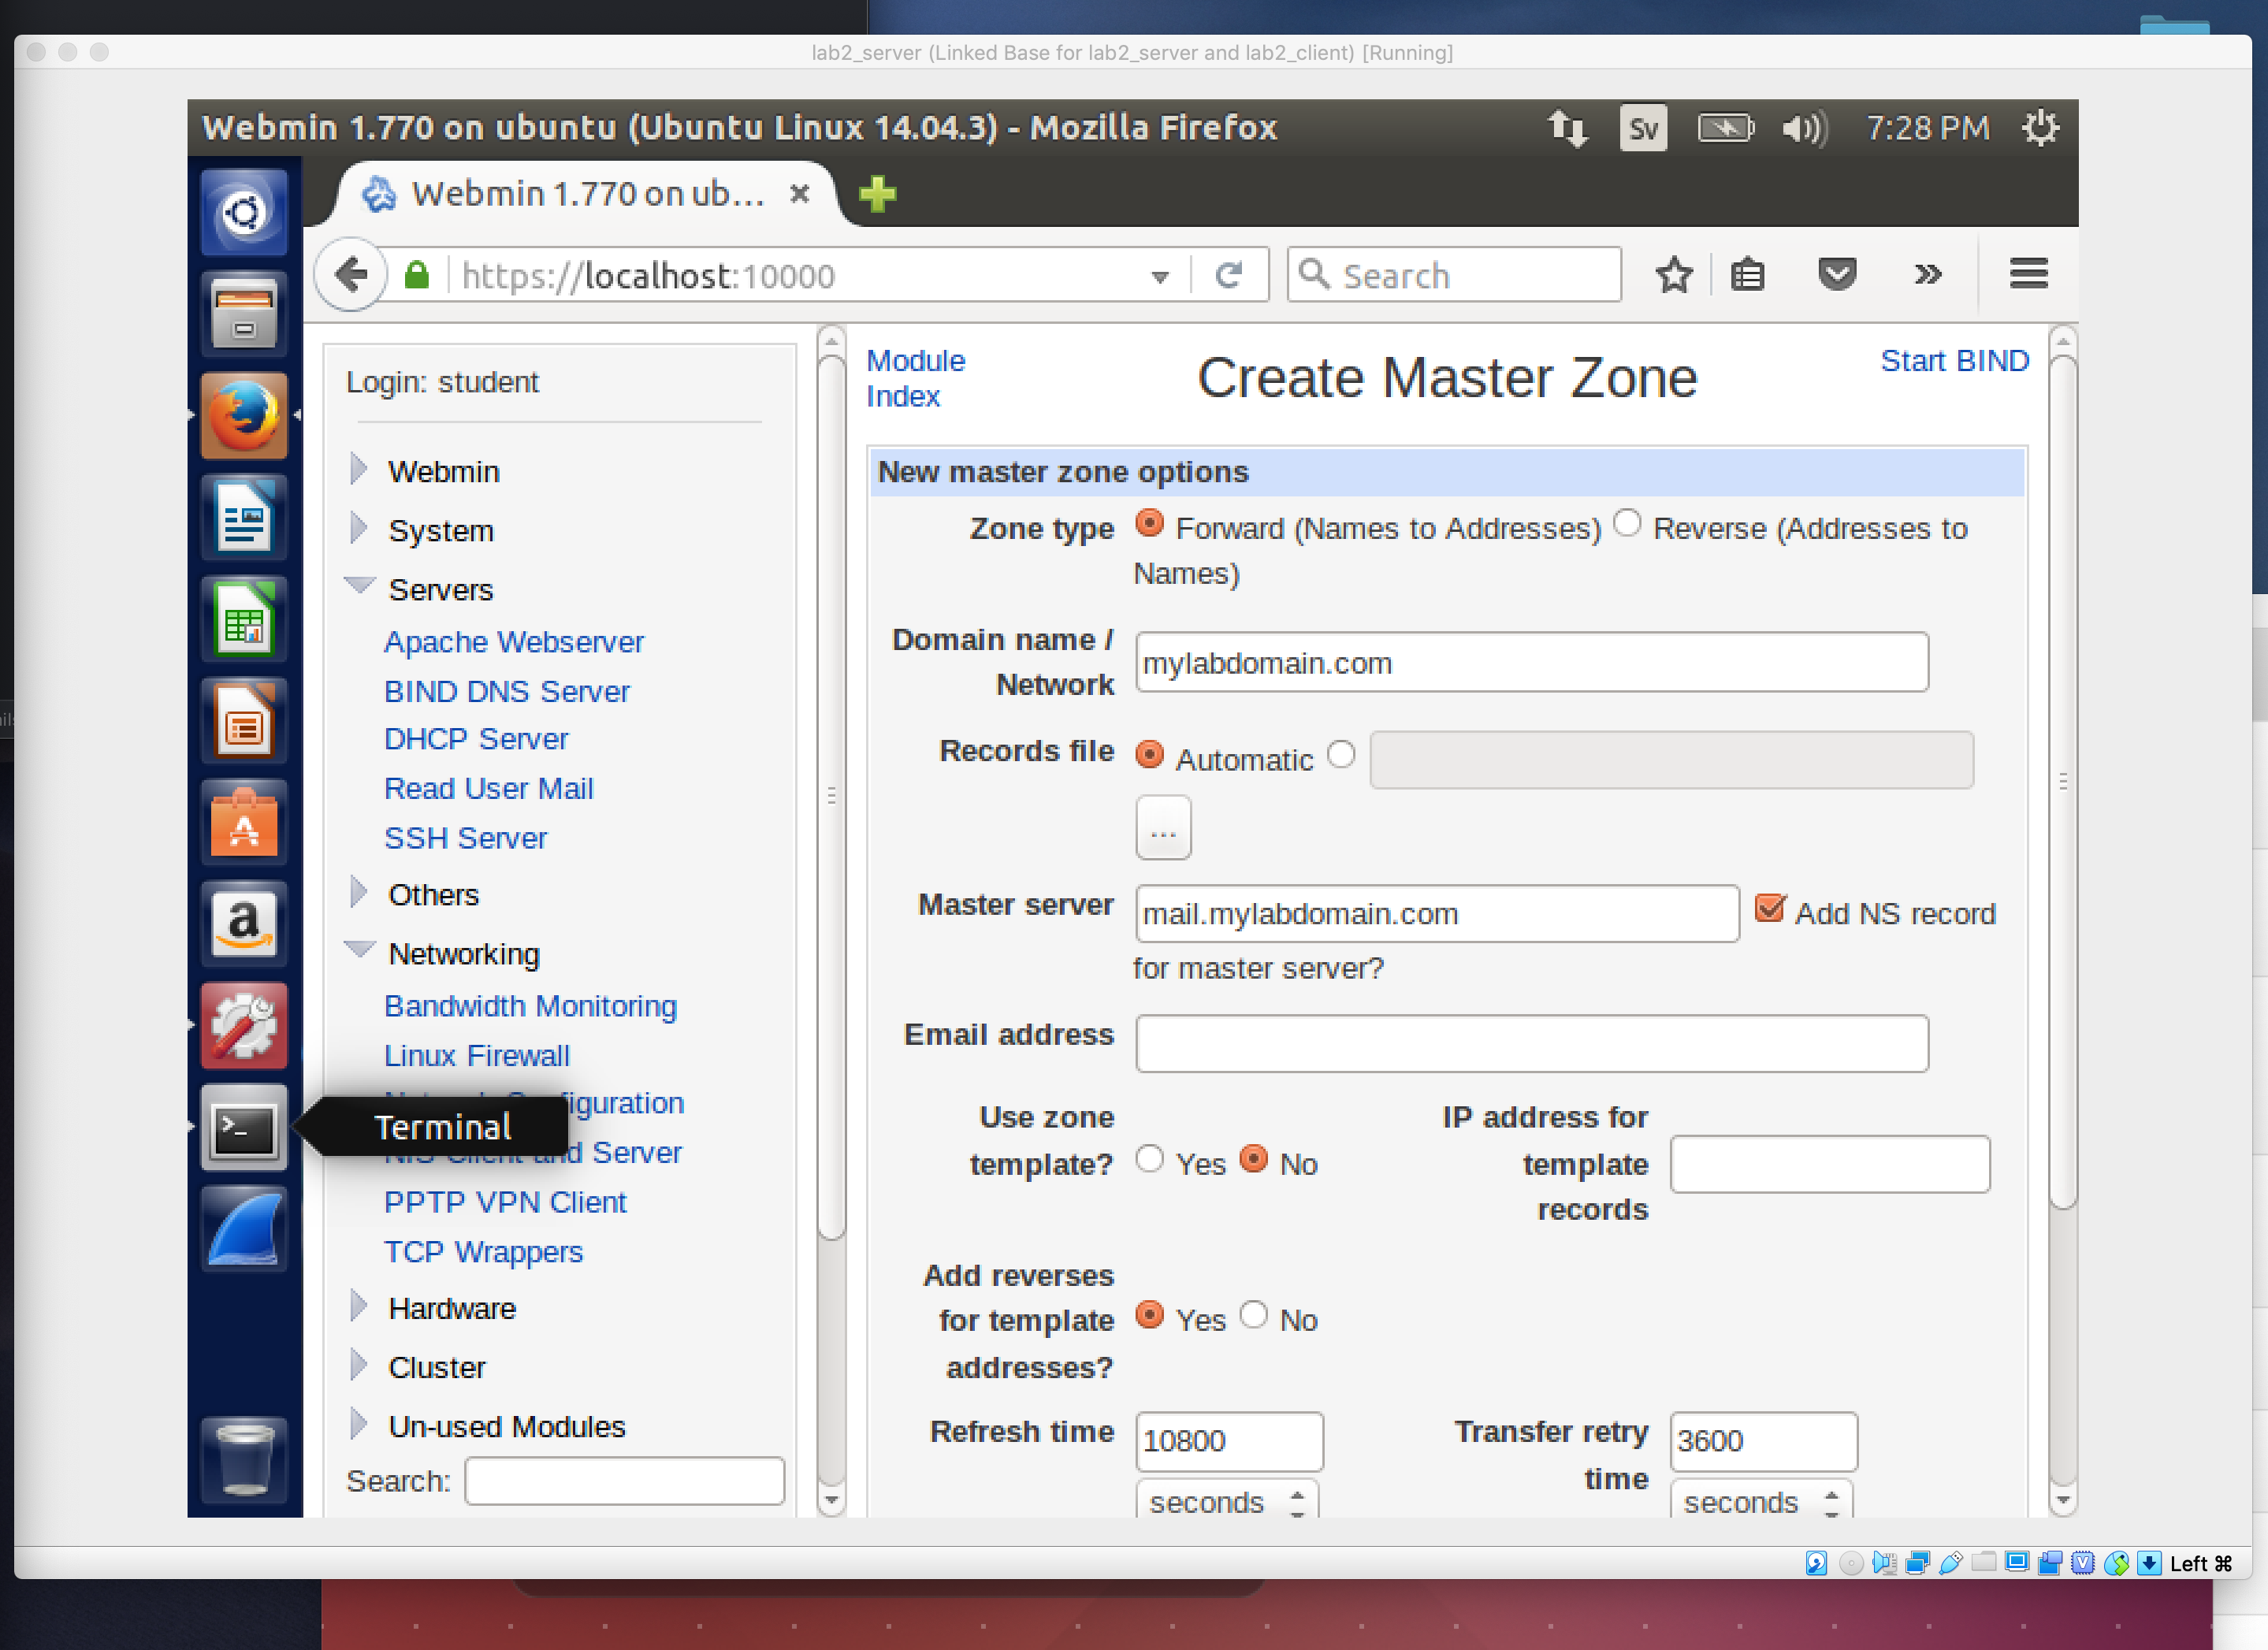 lab2_server (Linked Base for lab2_server and lab2_client) [Running]
Webmin 1.770 on ubuntu (Ubuntu Linux 14.04.3) - Mozilla Firefox
Sv
7:28 PM
Webmin 1.770 on ub...
https://localhost:10000
Search
Login: student
Webmin
System
Servers
Apache Webserver
BIND DNS Server
DHCP Server
Read User Mail
SSH Server
Others
Networking
Bandwidth Monitoring
Linux Firewall
Terminal
and Server
PPTP VPN Client
TCP Wrappers
Hardware
Cluster
Un-used Modules
Search:
Module
Index
Create Master Zone
Start BIND
New master zone options
Zone type
Forward (Names to Addresses)
Reverse (Addresses to
Names)
Domain name /
Network
mylabdomain.com
Records file
Automatic
...
Master server
mail.mylabdomain.com
Add NS record
for master server?
Email address
Use zone
template?
Yes
No
IP address for
template
records
Add reverses
for template
addresses?
Yes
No
Refresh time
10800
seconds
Transfer retry
time
3600
seconds
Left ⌘